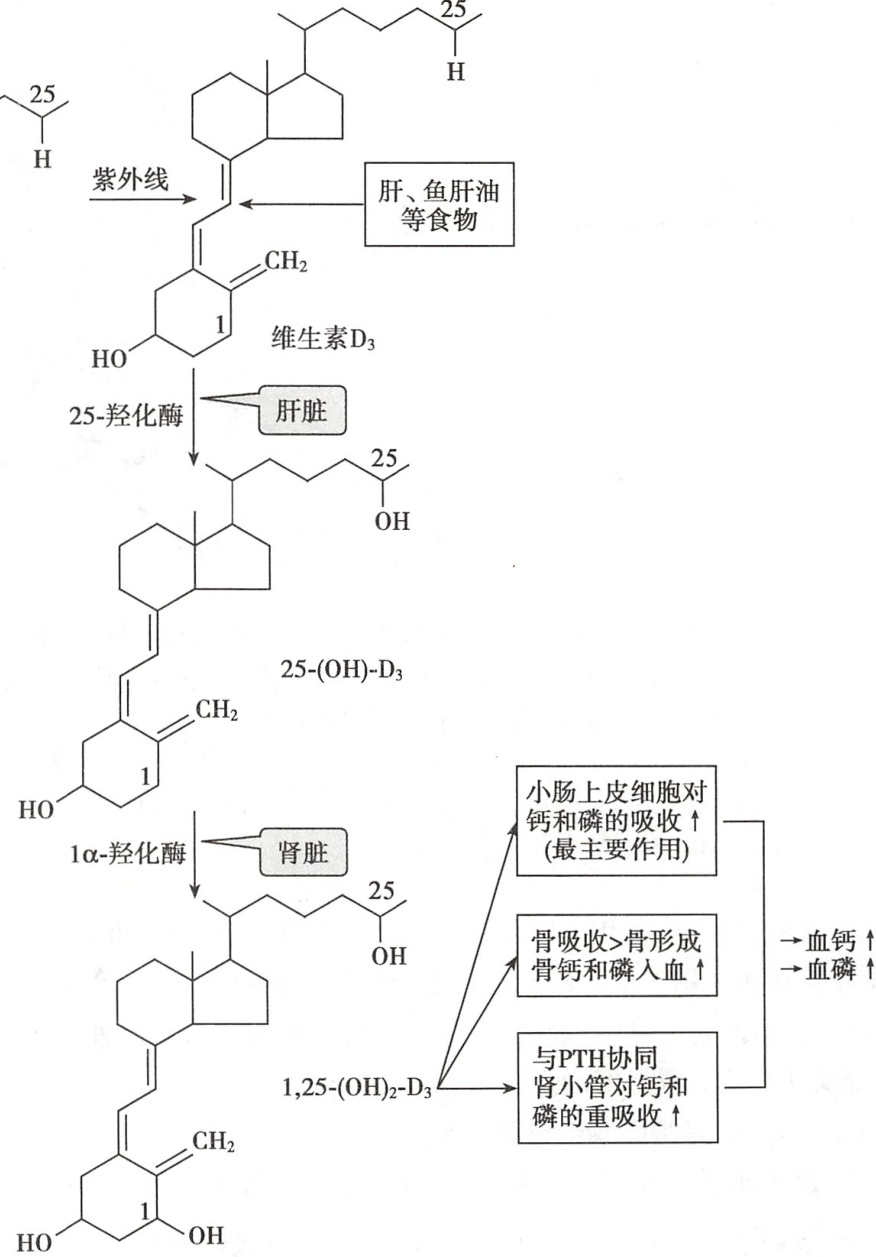 25
H
25
H
紫外线
肝、鱼肝油
等食物
CH₂
1
HO
维生素D₃
25-羟化酶
肝脏
25
OH
25-(OH)-D₃
CH₂
1
HO
1α-羟化酶
肾脏
25
OH
小肠上皮细胞对
钙和磷的吸收↑
(最主要作用)
骨吸收>骨形成
骨钙和磷入血↑
→血钙↑
→血磷↑
1,25-(OH)₂-D₃
与PTH协同
肾小管对钙和
磷的重吸收↑
CH₂
1
HO
OH